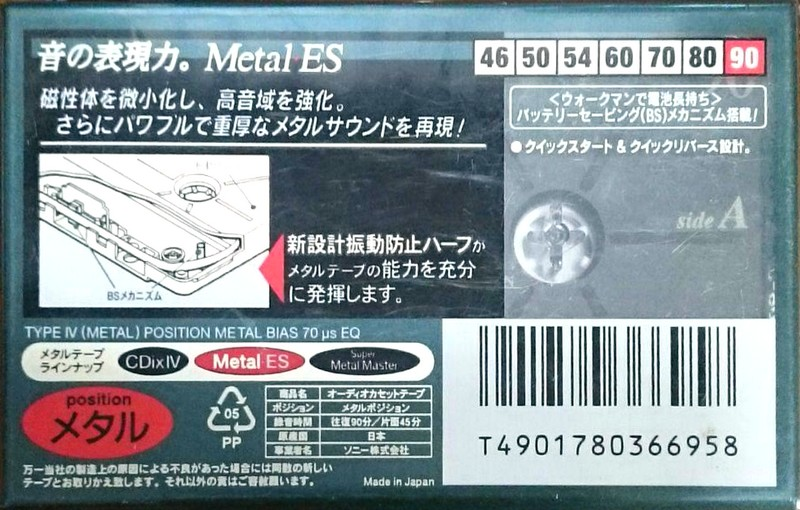 音の表現力。 Metal ES
46 50 54 60 70 80 90
磁性体を微小化し、高音域を強化。
さらにパワフルで重厚なメタルサウンドを再現!
<ウォークマンで電池長持ち>
バッテリーセービング(BS)メカニズム搭載!
●クイックスタート & クイックリバース設計。
side A
BSメカニズム
新設計振動防止ハーフが
メタルテープの能力を充分
に発揮します。
TYPE IV (METAL) POSITION METAL BIAS 70 µs EQ
メタルテープ
ラインナップ
CDixIV
Metal ES
Super
Metal Master
position
メタル
05
PP
商品名 オーディオカセットテープ
ポジション メタルポジション
録音時間 往復90分/片面45分
原産国 日本
事業者名 ソニー株式会社
T4901780366958
万一当社の製造上の原因による不良があった場合には同数の新しい
テープとお取りかえ致します。それ以外の責はご容赦願います。
Made in Japan